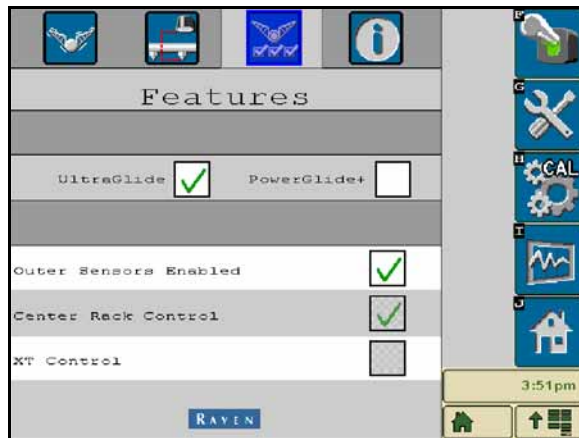 F
Features
G
UltraGlide PowerGlide+
H
CAL
Outer Sensors Enabled
I
Center Rack Control
J
XT Control
3:51pm
RAVEN